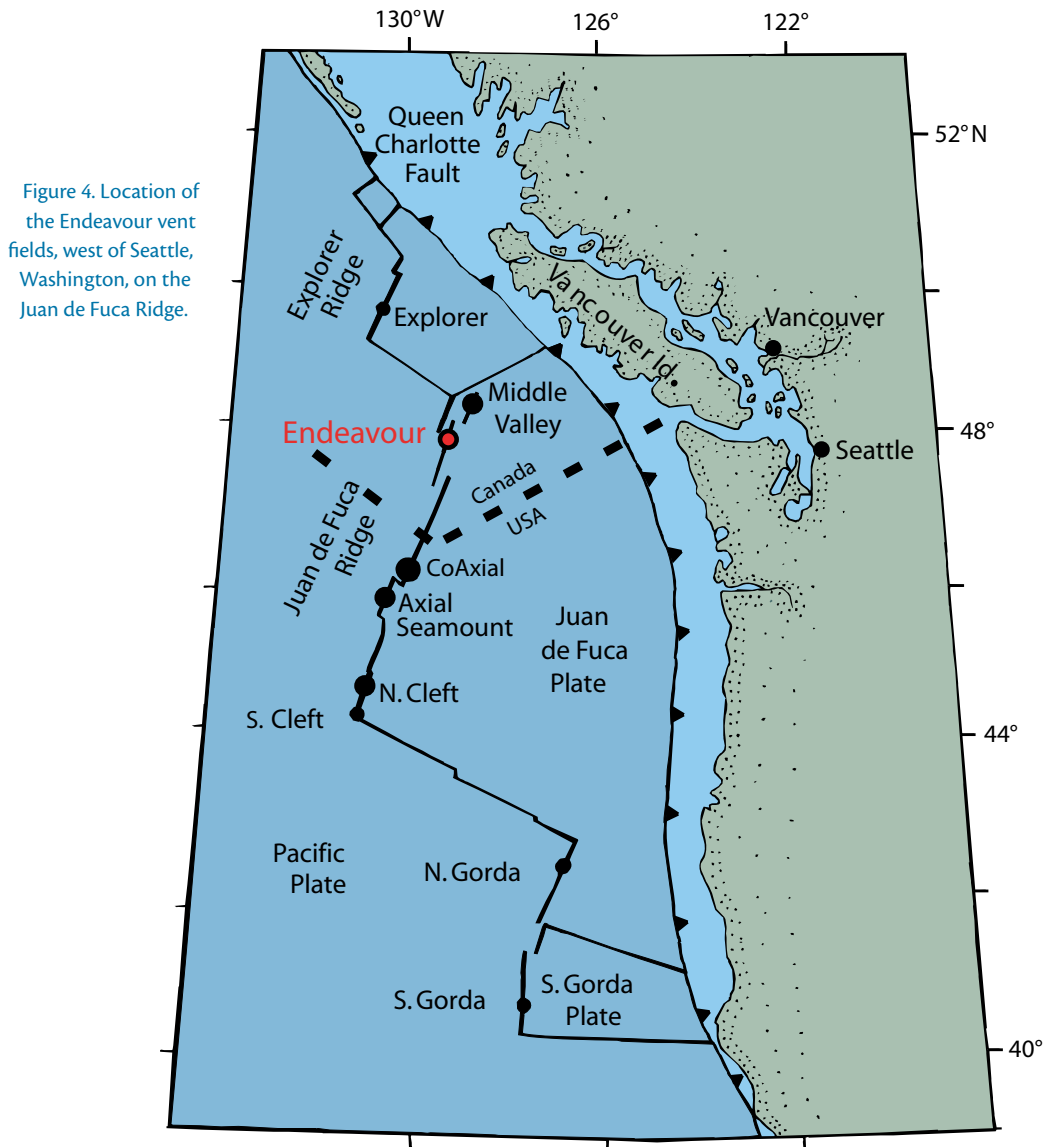 130°W
126°
122°
52°N
Queen
Charlotte
Fault
Figure 4. Location of
the Endeavour vent
fields, west of Seattle,
Washington, on the
Juan de Fuca Ridge.
Explorer
Ridge
Explorer
Vancouver Id.
Vancouver
Middle
Valley
Endeavour
48°
Seattle
Canada
USA
Juan de Fuca
Ridge
CoAxial
Axial
Seamount
Juan
de Fuca
Plate
N. Cleft
S. Cleft
44°
Pacific
Plate
N. Gorda
S. Gorda
S. Gorda
Plate
40°